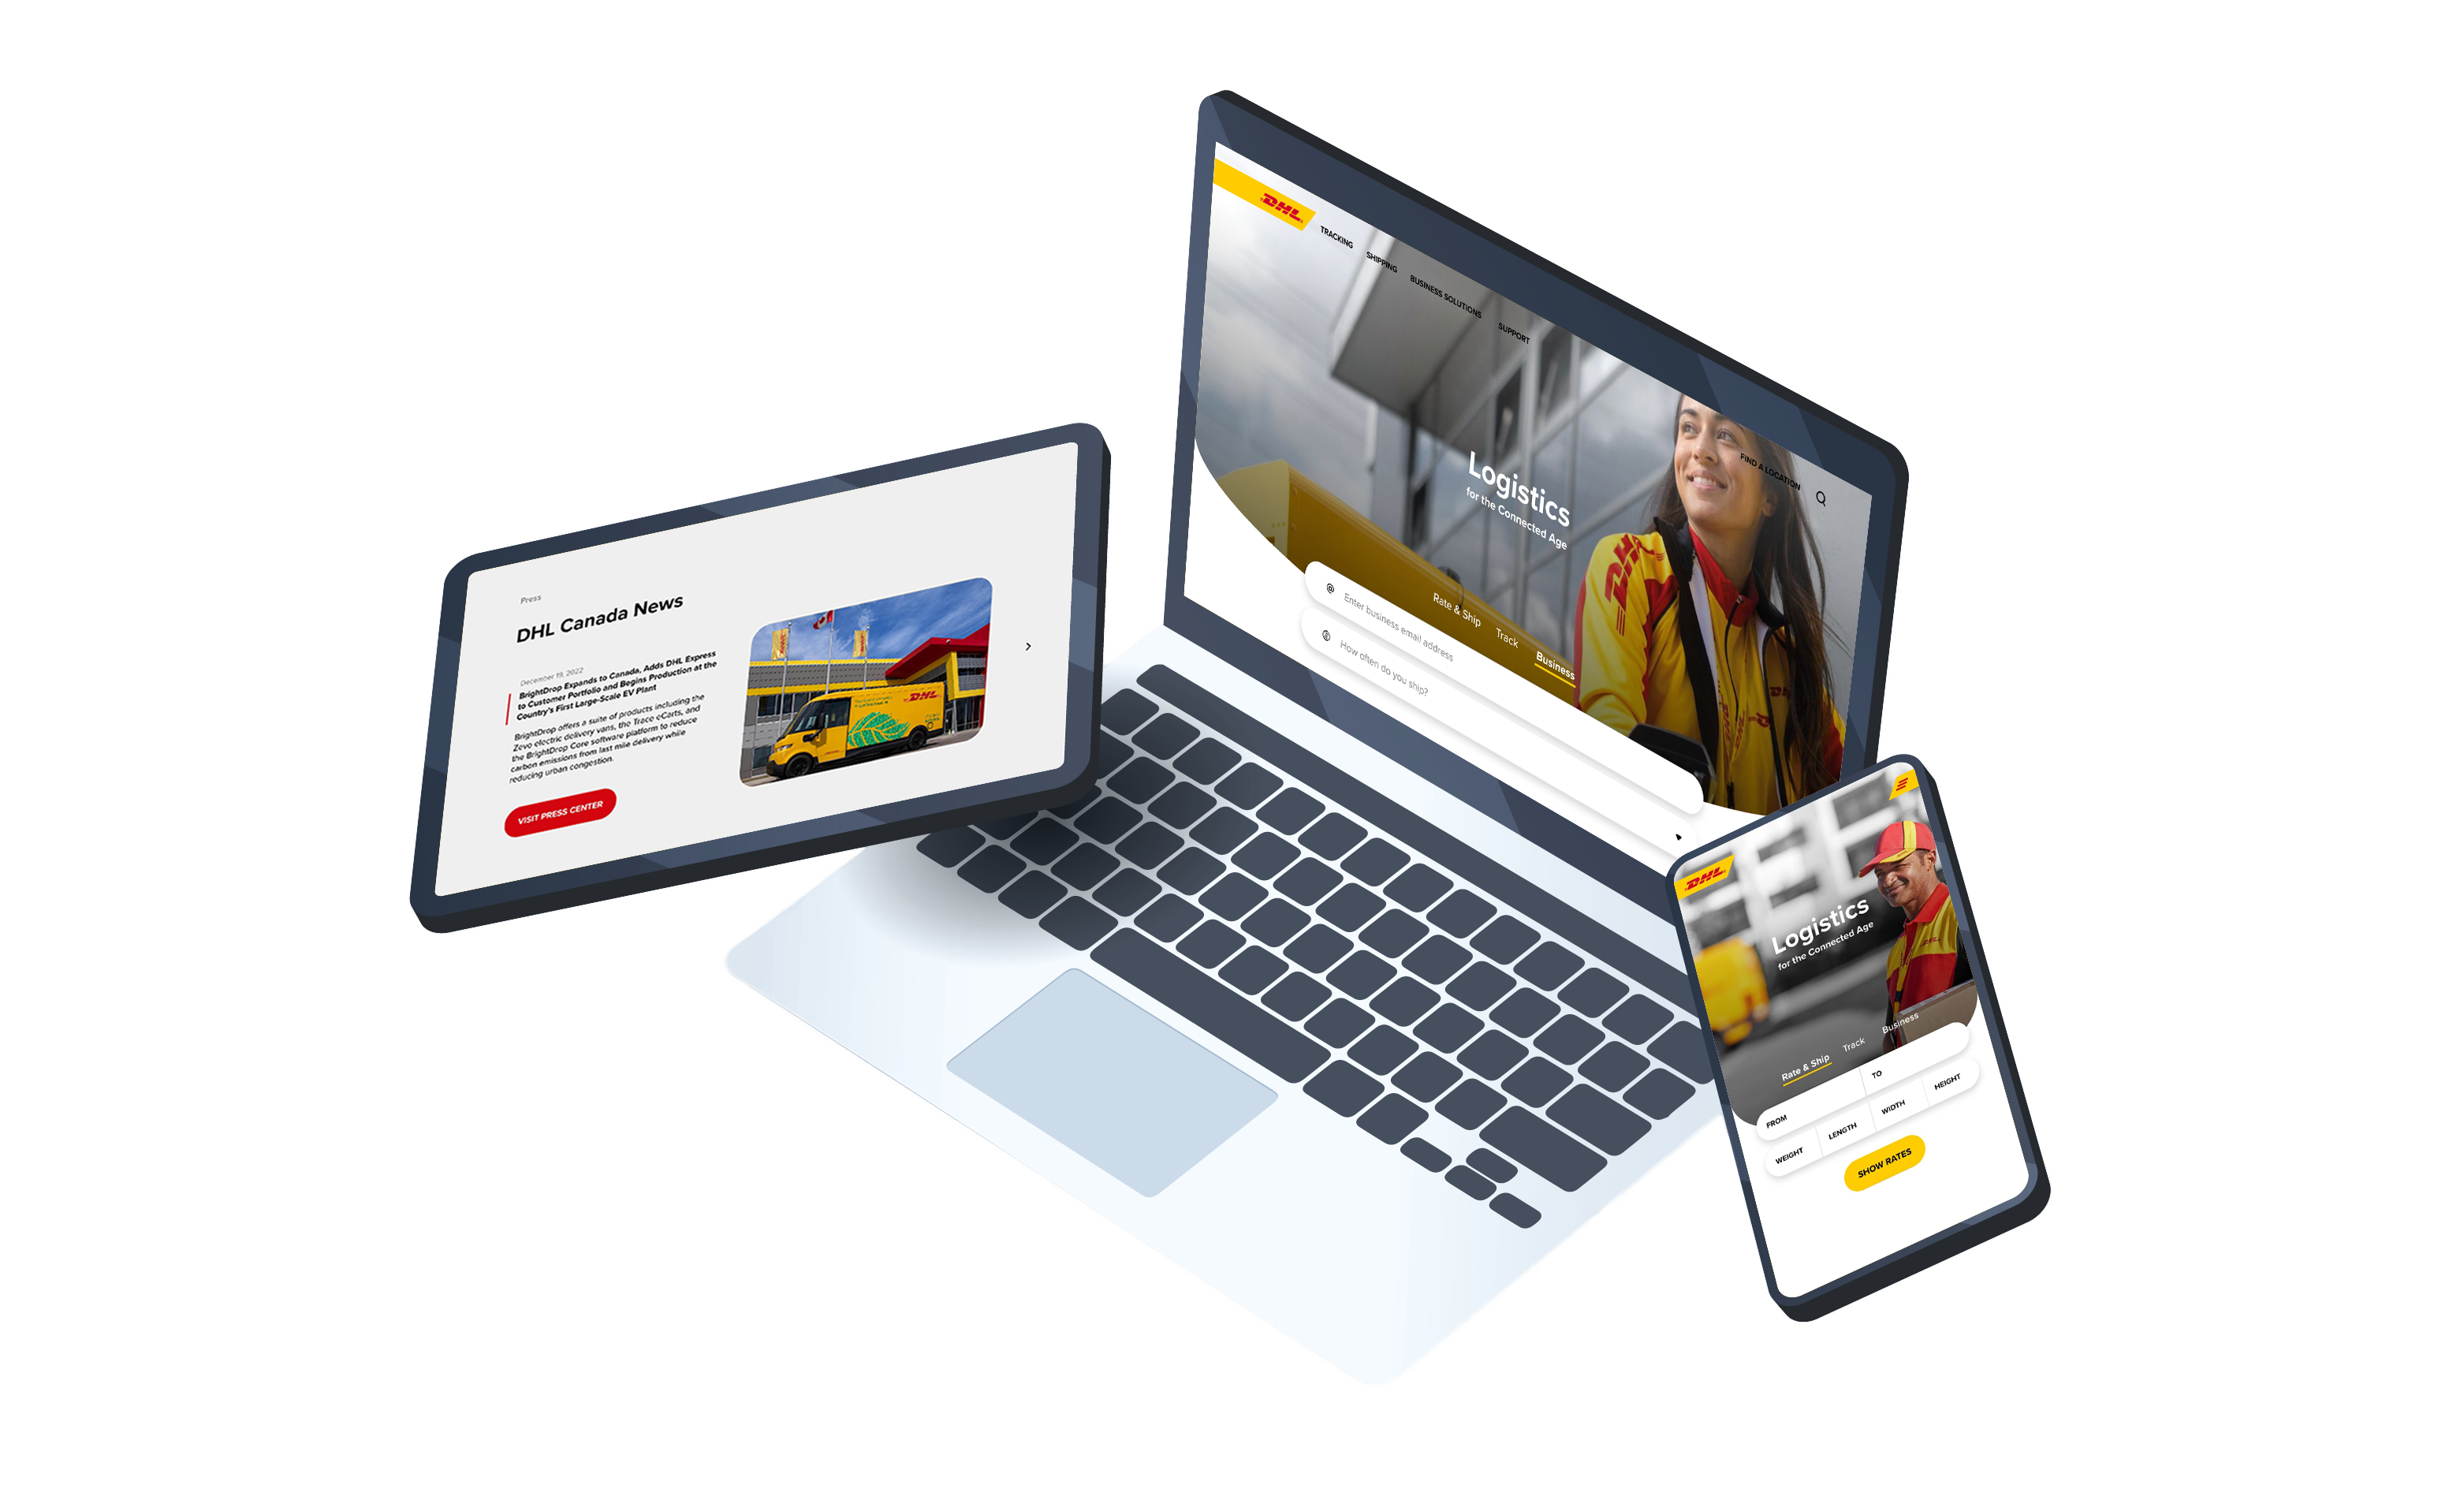 Press
DHL Canada News
December 19, 2022
BrightDrop Expands to Canada, Adds DHL Express
to Customer Portfolio and Begins Production at the
Country's First Large-Scale EV Plant
BrightDrop offers a suite of products including the
Zevo electric delivery vans, the Trace eCarts, and
the BrightDrop Core software platform to reduce
carbon emissions from last mile delivery while
reducing urban congestion.
VISIT PRESS CENTER
DHL
DHL
TRACKING
SHIPPING
BUSINESS SOLUTIONS
SUPPORT
FIND A LOCATION
Logistics
for the Connected Age
DHL
DHL
Rate & Ship
Track
Business
Enter business email address
How often do you ship?
DHL
Logistics
for the Connected Age
Rate & Ship
Track
Business
FROM
TO
WEIGHT
LENGTH
WIDTH
HEIGHT
SHOW RATES